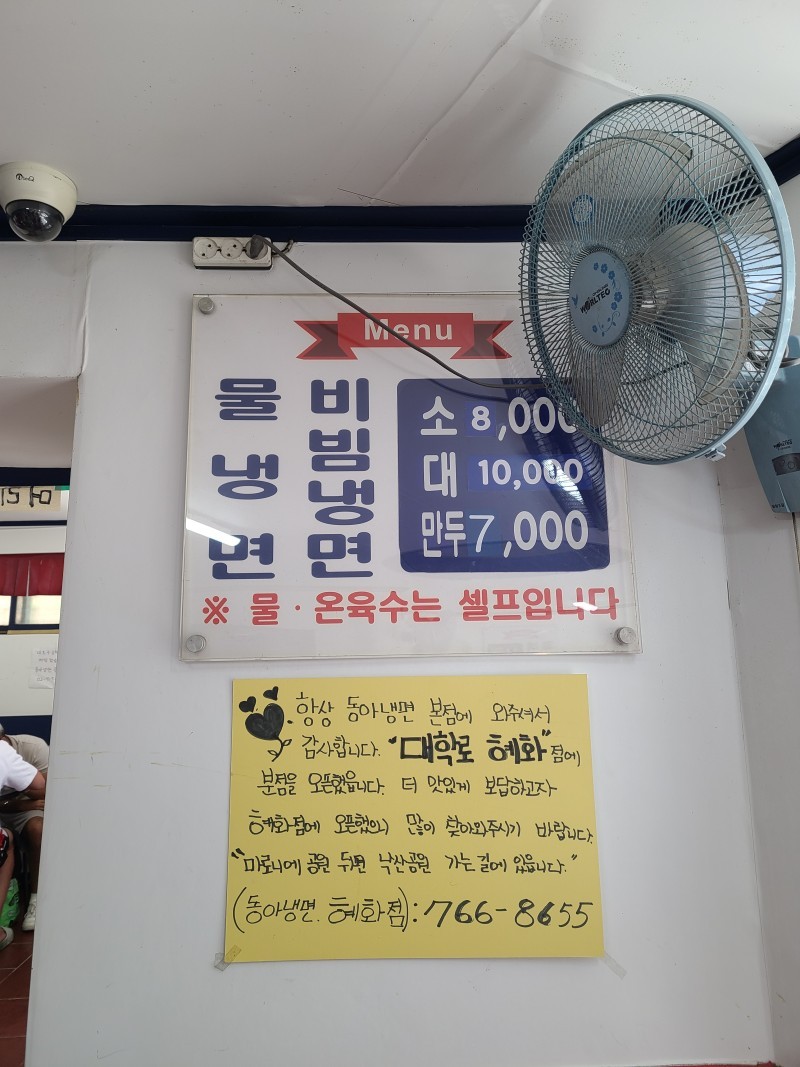 Menu
물냉면
비빔냉면
소 8,000
대 10,000
만두 7,000
※ 물·온육수는 셀프입니다
항상 동아냉면 본점에 와주셔서
감사합니다. "대학로 혜화"점에
분점을 오픈했습니다. 더 맛있게 보답하고자
혜화점에 오픈했으니 많이 찾아와주시기 바랍니다.
"마로니에 공원 뒤편 낙산공원 가는길에 있습니다."
(동아냉면. 혜화점):766-8655
WORLTEC